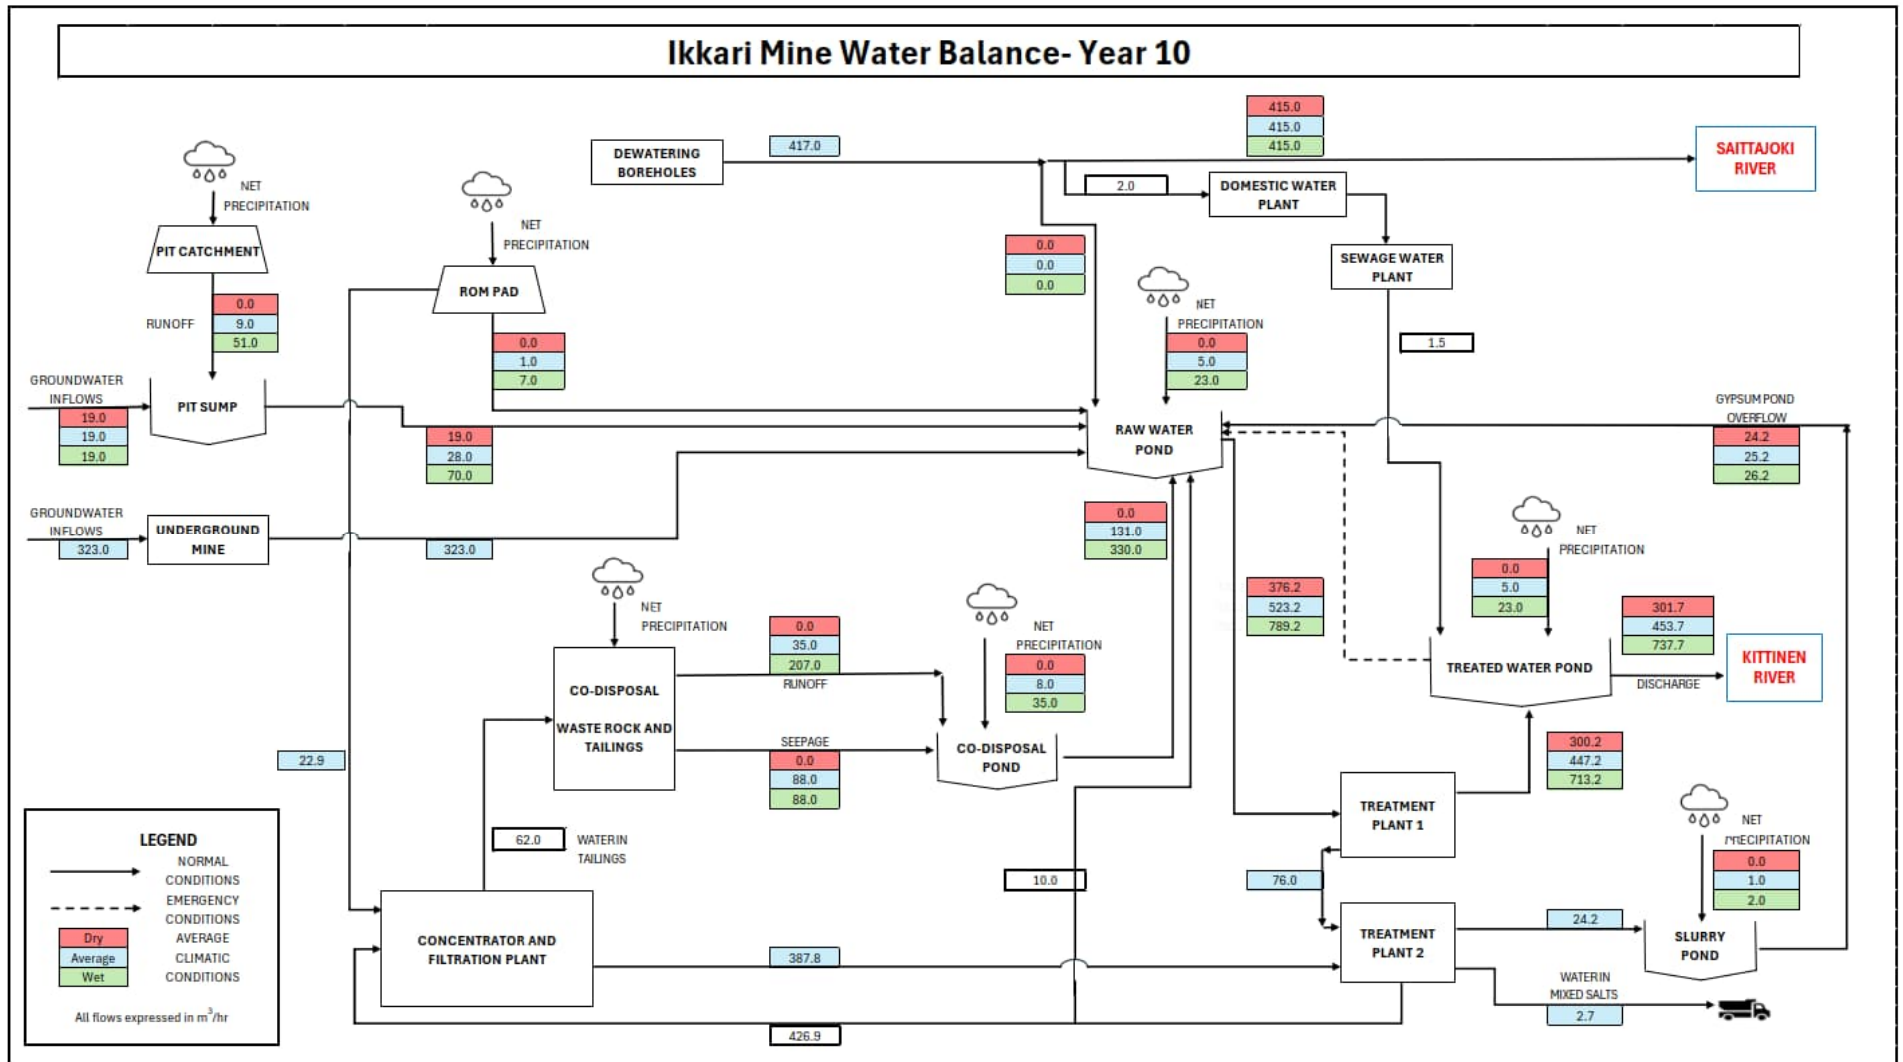 Ikkari Mine Water Balance- Year 10
415.0
415.0
415.0
417.0
DEWATERING
BOREHOLES
SAITTAJOKI
RIVER
2.0
DOMESTIC WATER
PLANT
NET
PRECIPITATION
NET
PRECIPITATION
PIT CATCHMENT
ROM PAD
0.0
0.0
0.0
SEWAGE WATER
PLANT
RUNOFF
0.0
9.0
51.0
0.0
1.0
7.0
NET
PRECIPITATION
0.0
5.0
23.0
1.5
GROUNDWATER
INFLOWS
19.0
19.0
19.0
PIT SUMP
19.0
28.0
70.0
RAW WATER
POND
GYPSUM POND
OVERFLOW
24.2
25.2
26.2
GROUNDWATER
INFLOWS
323.0
UNDERGROUND
MINE
323.0
0.0
131.0
330.0
NET
PRECIPITATION
0.0
5.0
23.0
376.2
523.2
789.2
301.7
453.7
737.7
NET
PRECIPITATION
0.0
35.0
207.0
RUNOFF
NET
PRECIPITATION
0.0
8.0
35.0
TREATED WATER POND
DISCHARGE
KITTINEN
RIVER
CO-DISPOSAL
WASTE ROCK AND
TAILINGS
SEEPAGE
0.0
88.0
88.0
CO-DISPOSAL
POND
22.9
300.2
447.2
713.2
TREATMENT
PLANT 1
62.0
WATER IN
TAILINGS
NET
PRECIPITATION
0.0
1.0
2.0
10.0
76.0
LEGEND
NORMAL
CONDITIONS
EMERGENCY
CONDITIONS
Dry
Average
Wet
AVERAGE
CLIMATIC
CONDITIONS
All flows expressed in m³/hr
CONCENTRATOR AND
FILTRATION PLANT
387.8
TREATMENT
PLANT 2
24.2
SLURRY
POND
WATER IN
MIXED SALTS
2.7
426.9